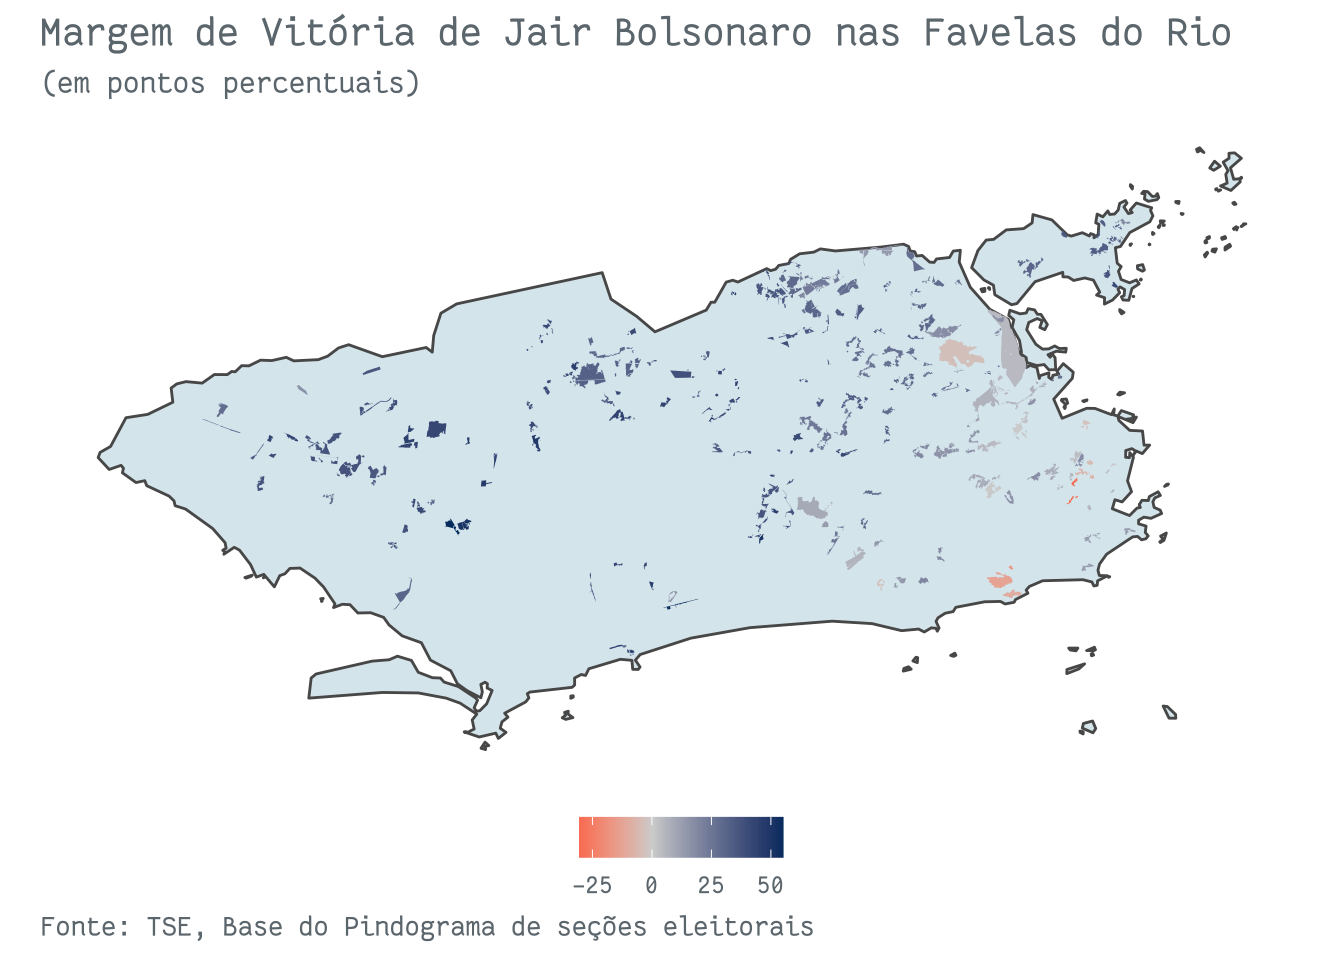 Margem de Vitória de Jair Bolsonaro nas Favelas do Rio
(em pontos percentuais)
-25 0 25 50
Fonte: TSE, Base do Pindograma de seções eleitorais